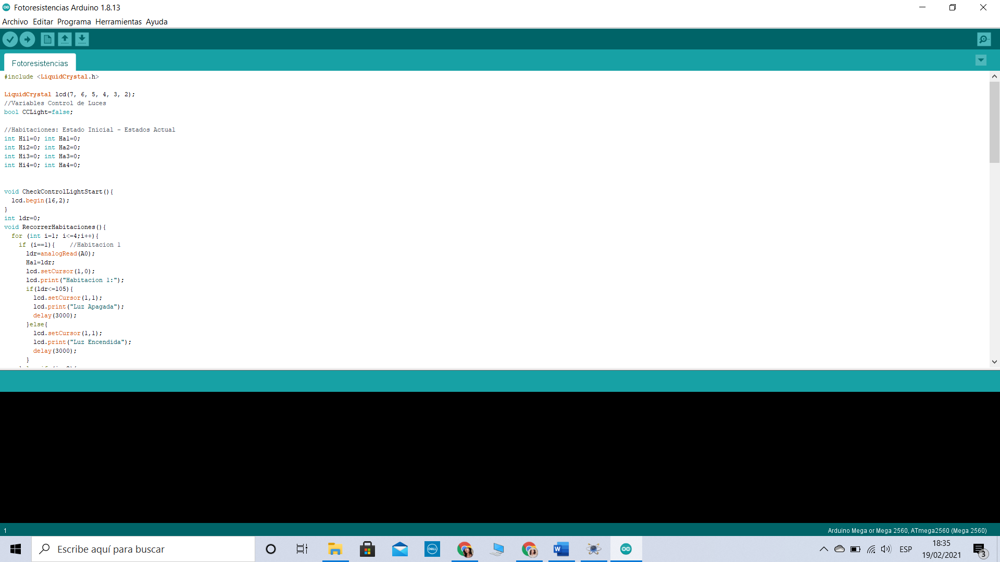 Fotoresistencias Arduino 1.8.13
Archivo Editar Programa Herramientas Ayuda
Fotoresistencias
#include <LiquidCrystal.h>
LiquidCrystal lcd(7, 6, 5, 4, 3, 2);
//Variables Control de Luces
bool CCLight=false;
//Habitaciones: Estado Inicial - Estados Actual
int Hi1=0; int Ha1=0;
int Hi2=0; int Ha2=0;
int Hi3=0; int Ha3=0;
int Hi4=0; int Ha4=0;
void CheckControlLightStart(){
lcd.begin(16,2);
}
int ldr=0;
void RecorrerHabitaciones(){
for (int i=1; i<=4;i++){
if (i==1){ //Habitacion 1
ldr=analogRead(A0);
Ha1=ldr;
lcd.setCursor(1,0);
lcd.print("Habitacion 1:");
if(ldr<=105){
lcd.setCursor(1,1);
lcd.print("Luz Apagada");
delay(3000);
}else{
lcd.setCursor(1,1);
lcd.print("Luz Encendida");
delay(3000);
}
1
Arduino Mega or Mega 2560, ATmega2560 (Mega 2560)
Escribe aquí para buscar
DELL
W
ESP
18:35
19/02/2021
3